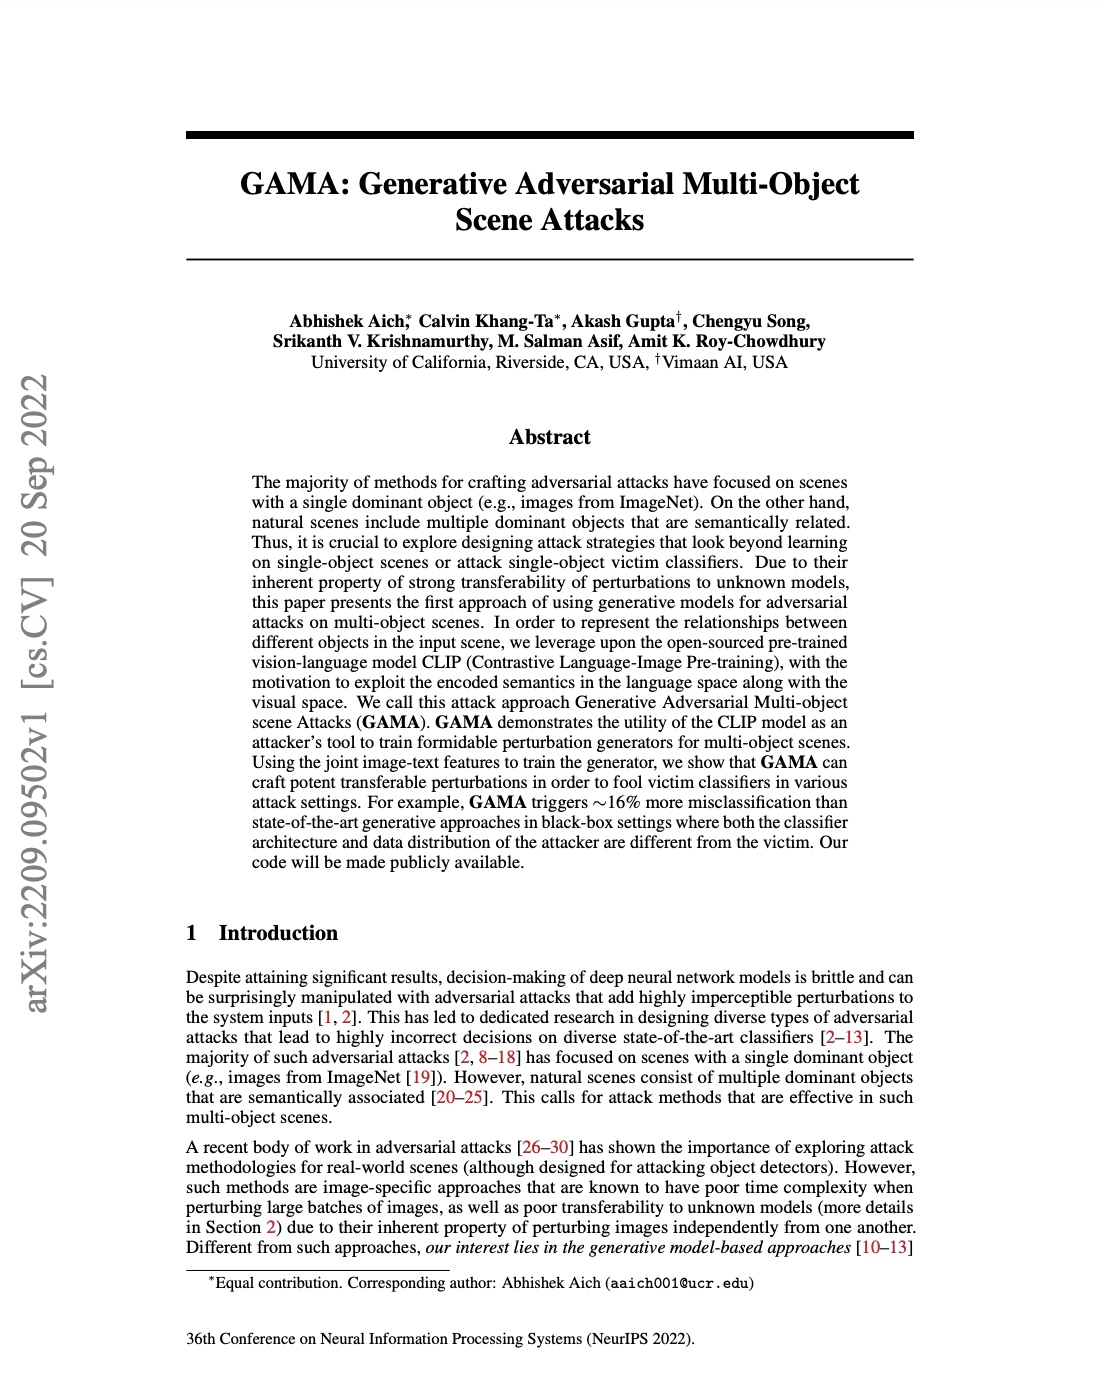 GAMA: Generative Adversarial Multi-Object
Scene Attacks
Abhishek Aich,* Calvin Khang-Ta*, Akash Gupta†, Chengyu Song,
Srikanth V. Krishnamurthy, M. Salman Asif, Amit K. Roy-Chowdhury
University of California, Riverside, CA, USA, †Vimaan AI, USA
Abstract
The majority of methods for crafting adversarial attacks have focused on scenes
with a single dominant object (e.g., images from ImageNet). On the other hand,
natural scenes include multiple dominant objects that are semantically related.
Thus, it is crucial to explore designing attack strategies that look beyond learning
on single-object scenes or attack single-object victim classifiers. Due to their
inherent property of strong transferability of perturbations to unknown models,
this paper presents the first approach of using generative models for adversarial
attacks on multi-object scenes. In order to represent the relationships between
different objects in the input scene, we leverage upon the open-sourced pre-trained
vision-language model CLIP (Contrastive Language-Image Pre-training), with the
motivation to exploit the encoded semantics in the language space along with the
visual space. We call this attack approach Generative Adversarial Multi-object
scene Attacks (GAMA). GAMA demonstrates the utility of the CLIP model as an
attacker's tool to train formidable perturbation generators for multi-object scenes.
Using the joint image-text features to train the generator, we show that GAMA can
craft potent transferable perturbations in order to fool victim classifiers in various
attack settings. For example, GAMA triggers ∼16% more misclassification than
state-of-the-art generative approaches in black-box settings where both the classifier
architecture and data distribution of the attacker are different from the victim. Our
code will be made publicly available.
1 Introduction
Despite attaining significant results, decision-making of deep neural network models is brittle and can
be surprisingly manipulated with adversarial attacks that add highly imperceptible perturbations to
the system inputs [1, 2]. This has led to dedicated research in designing diverse types of adversarial
attacks that lead to highly incorrect decisions on diverse state-of-the-art classifiers [2–13]. The
majority of such adversarial attacks [2, 8–18] has focused on scenes with a single dominant object
(e.g., images from ImageNet [19]). However, natural scenes consist of multiple dominant objects
that are semantically associated [20–25]. This calls for attack methods that are effective in such
multi-object scenes.
A recent body of work in adversarial attacks [26–30] has shown the importance of exploring attack
methodologies for real-world scenes (although designed for attacking object detectors). However,
such methods are image-specific approaches that are known to have poor time complexity when
perturbing large batches of images, as well as poor transferability to unknown models (more details
in Section 2) due to their inherent property of perturbing images independently from one another.
Different from such approaches, our interest lies in the generative model-based approaches [10–13]
*Equal contribution. Corresponding author: Abhishek Aich (aaich001@ucr.edu)
36th Conference on Neural Information Processing Systems (NeurIPS 2022).
arXiv:2209.09502v1 [cs.CV] 20 Sep 2022